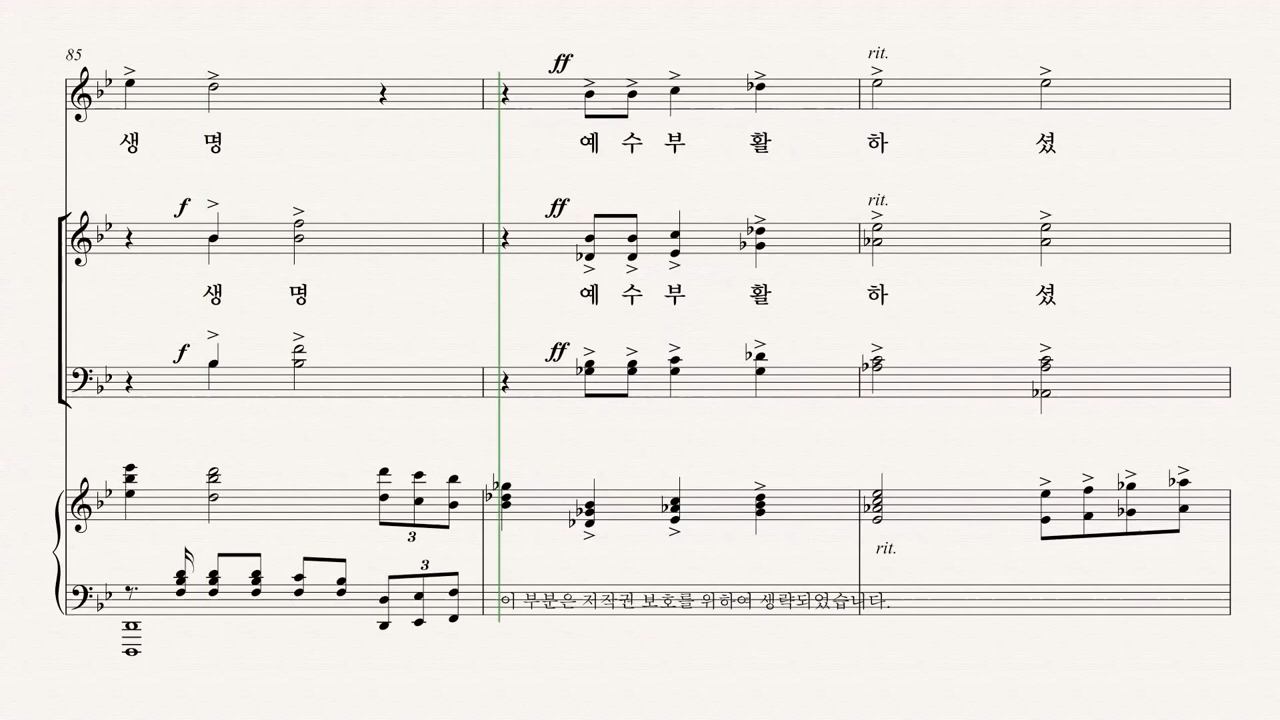 85
ff
rit.
생 명 예 수 부 활 하 셨
f ff rit.
생 명 예 수 부 활 하 셨
f ff
3
rit.
3
이 부분은 저작권 보호를 위하여 생략되었습니다.